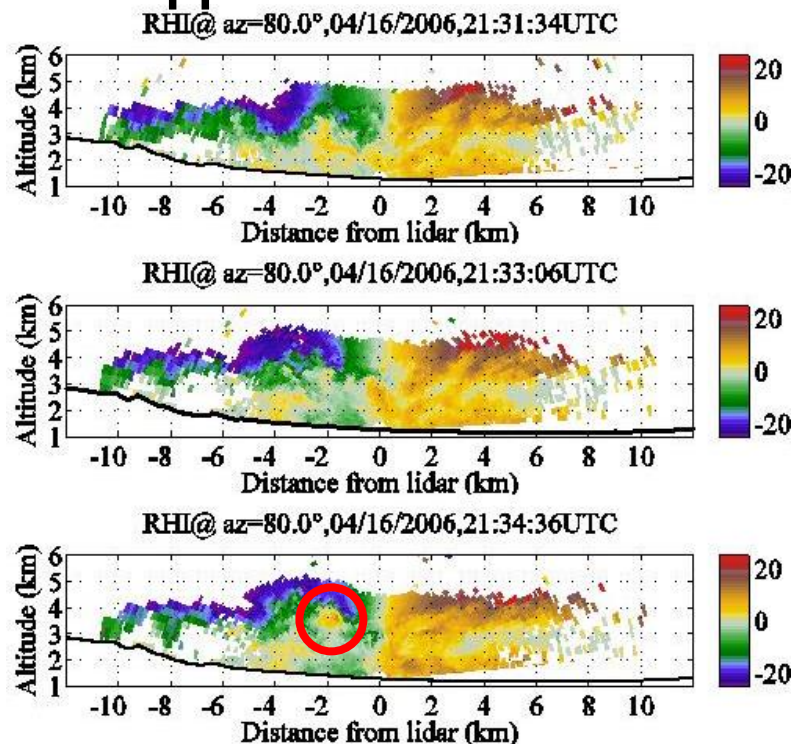 RHI@ az=80.0°,04/16/2006,21:31:34UTC
Altitude (km)
6
5
4
3
2
1
-10 -8 -6 -4 -2 0 2 4 6 8 10
Distance from lidar (km)
20
0
-20
RHI@ az=80.0°,04/16/2006,21:33:06UTC
Altitude (km)
6
5
4
3
2
1
-10 -8 -6 -4 -2 0 2 4 6 8 10
Distance from lidar (km)
20
0
-20
RHI@ az=80.0°,04/16/2006,21:34:36UTC
Altitude (km)
6
5
4
3
2
1
-10 -8 -6 -4 -2 0 2 4 6 8 10
Distance from lidar (km)
20
0
-20